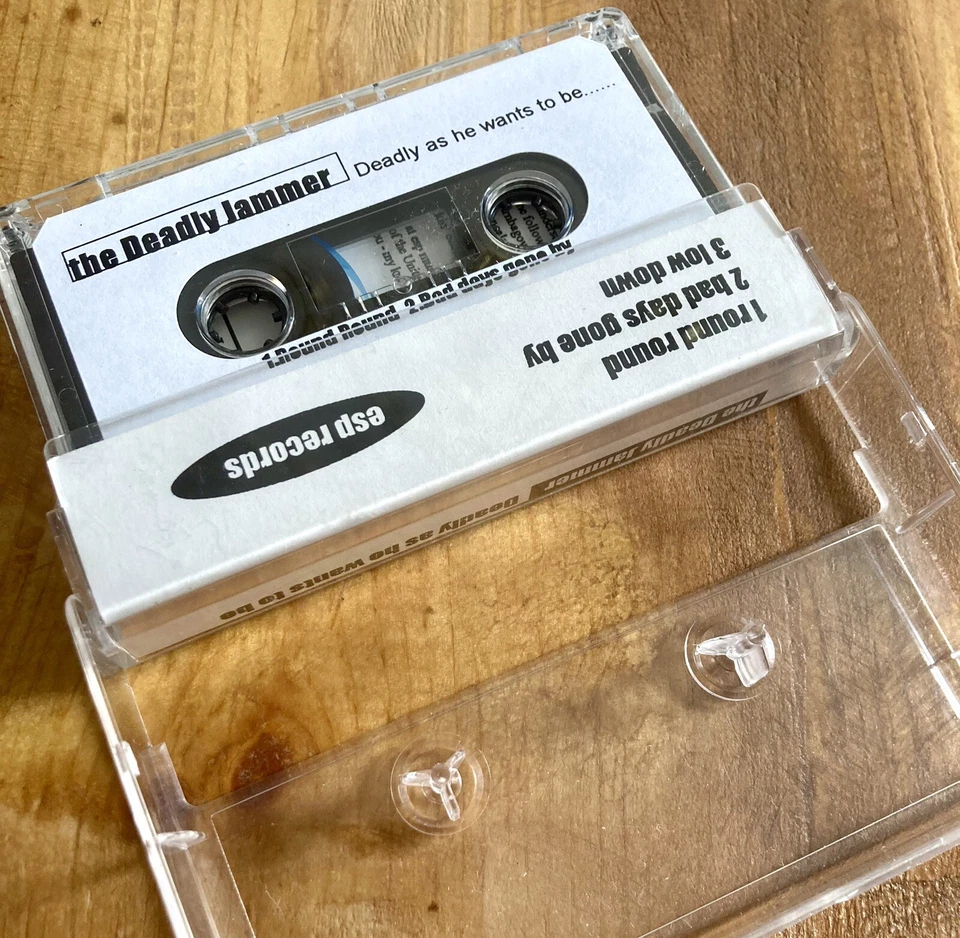 the Deadly Jammer Deadly as he wants to be......
1 Round Round 2 Bad days gone by
1 round round
2 bad days gone by
3 low down
esp records
the Deadly Jammer Deadly as he wants to be